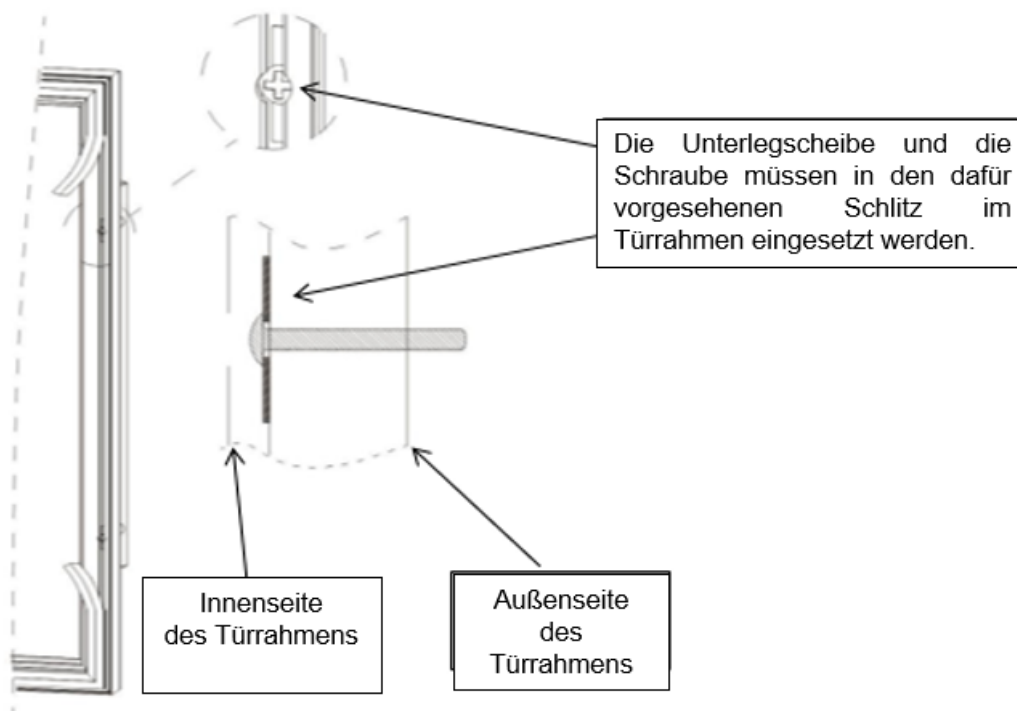 Die Unterlegscheibe und die
Schraube müssen in den dafür
vorgesehenen Schlitz im
Türrahmen eingesetzt werden.
Innenseite
des Türrahmens
Außenseite
des
Türrahmens